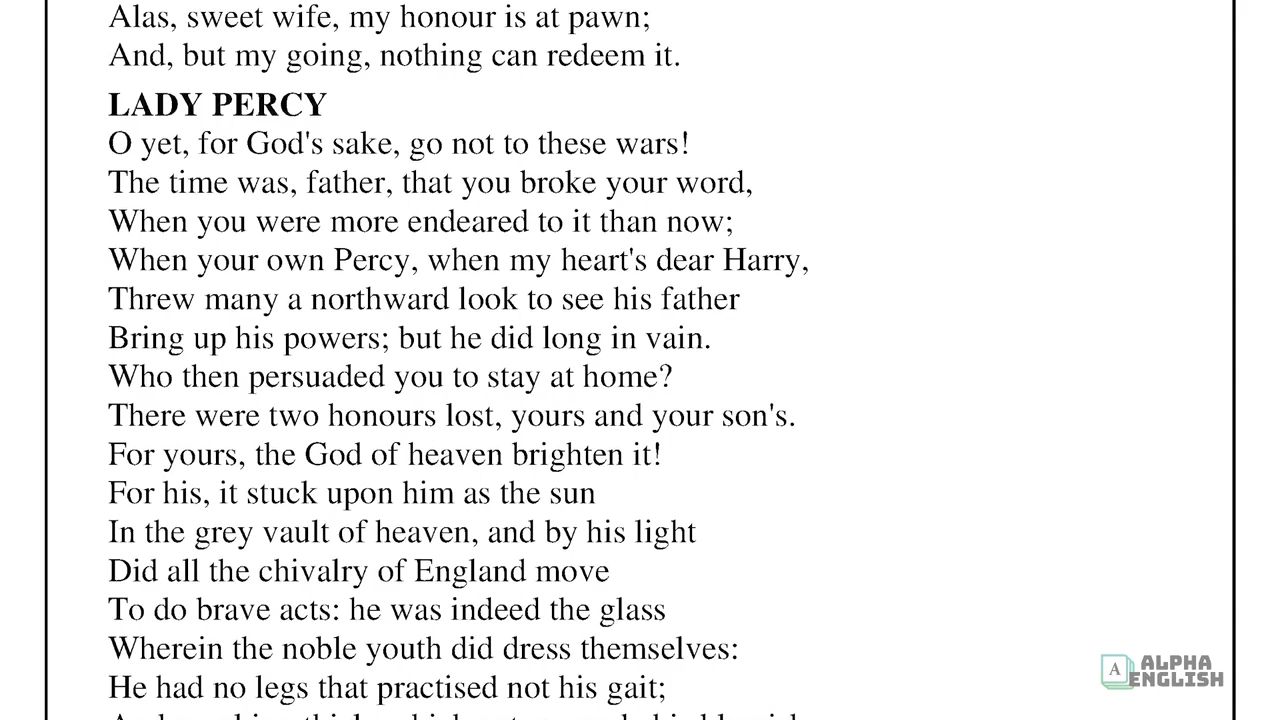 Alas, sweet wife, my honour is at pawn;
And, but my going, nothing can redeem it.
LADY PERCY
O yet, for God's sake, go not to these wars!
The time was, father, that you broke your word,
When you were more endeared to it than now;
When your own Percy, when my heart's dear Harry,
Threw many a northward look to see his father
Bring up his powers; but he did long in vain.
Who then persuaded you to stay at home?
There were two honours lost, yours and your son's.
For yours, the God of heaven brighten it!
For his, it stuck upon him as the sun
In the grey vault of heaven, and by his light
Did all the chivalry of England move
To do brave acts: he was indeed the glass
Wherein the noble youth did dress themselves:
He had no legs that practised not his gait;
A ALPHA
ENGLISH